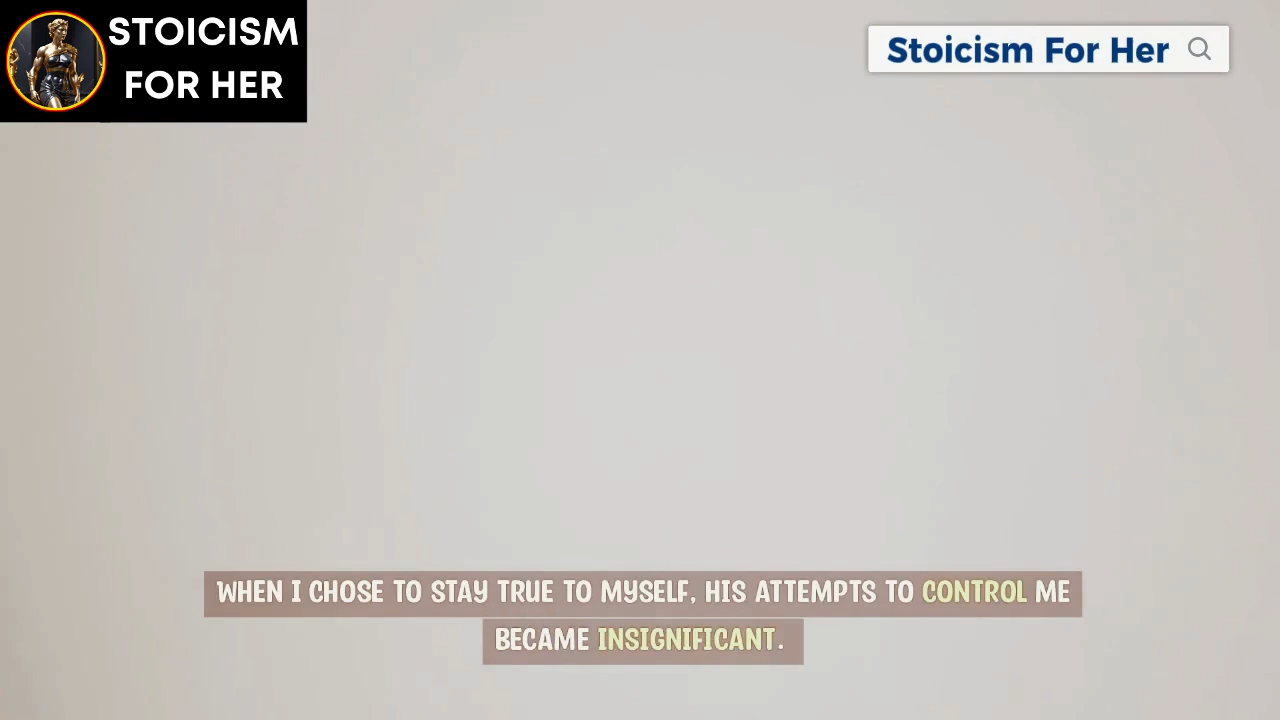 STOICISM
FOR HER
Stoicism For Her
WHEN I CHOSE TO STAY TRUE TO MYSELF, HIS ATTEMPTS TO CONTROL ME
BECAME INSIGNIFICANT.